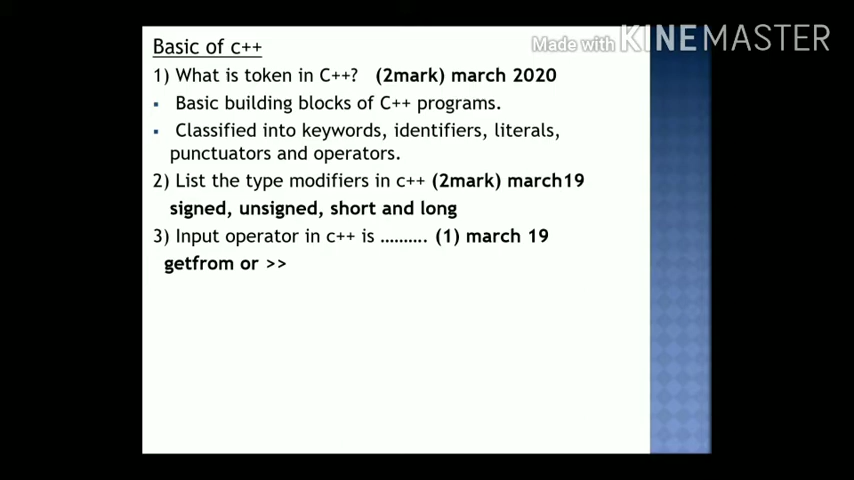 Basic of c++
Made with KINEMASTER
1) What is token in C++? (2mark) march 2020
▪ Basic building blocks of C++ programs.
▪ Classified into keywords, identifiers, literals,
punctuators and operators.
2) List the type modifiers in c++ (2mark) march19
signed, unsigned, short and long
3) Input operator in c++ is .......... (1) march 19
getfrom or >>